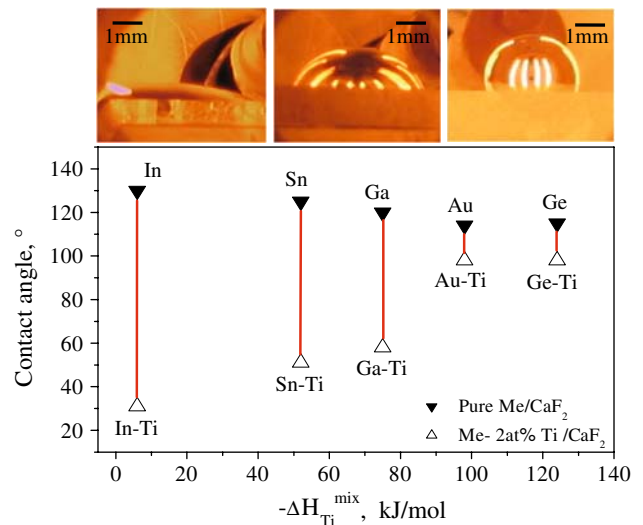 1mm 1mm 1mm
140
120
100
80
60
40
20
Contact angle, °
In
Sn
Ga
Au
Ge
In-Ti
Sn-Ti
Ga-Ti
Au-Ti
Ge-Ti
▼ Pure Me/CaF₂
△ Me- 2at% Ti /CaF₂
0 20 40 60 80 100 120 140
-ΔH_Ti^mix, kJ/mol